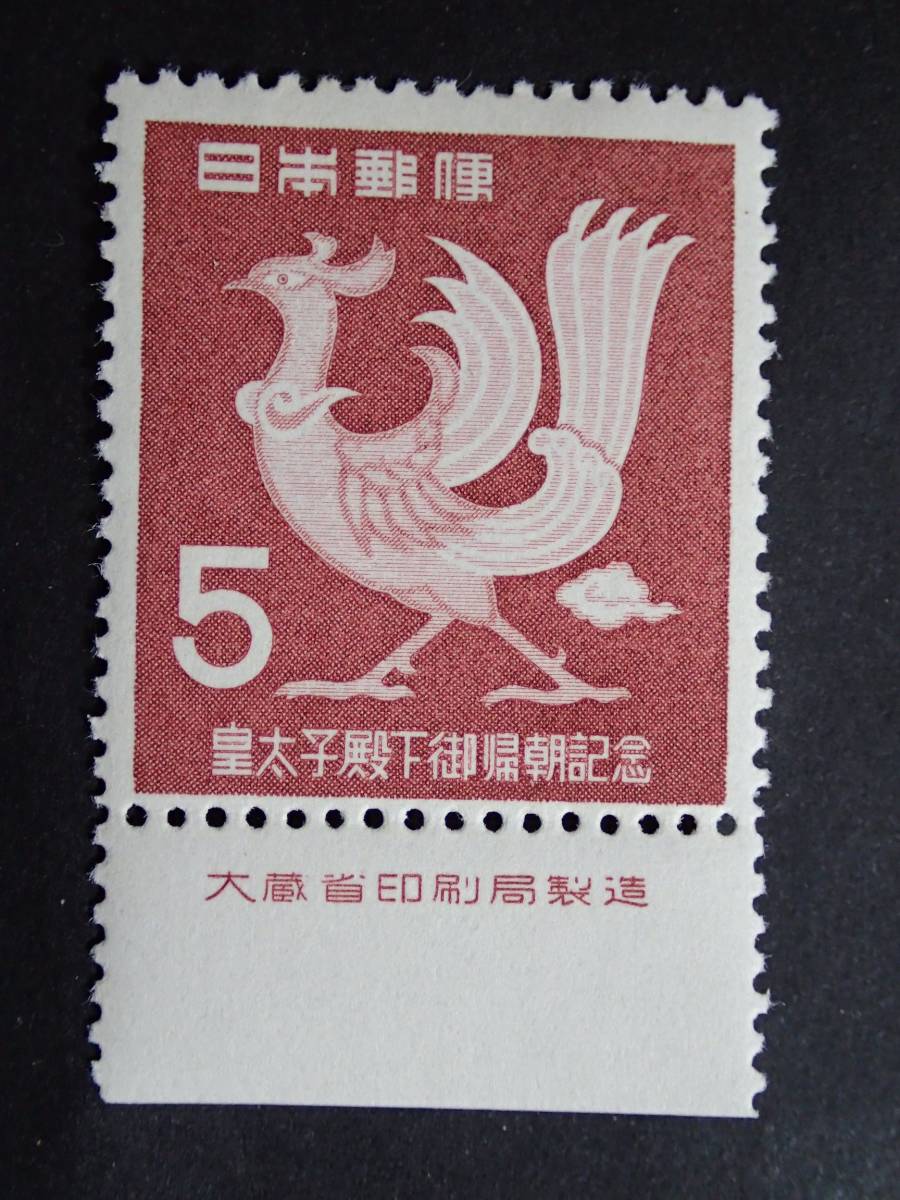 日本郵便
5
皇太子殿下御帰朝記念
大蔵省印刷局製造